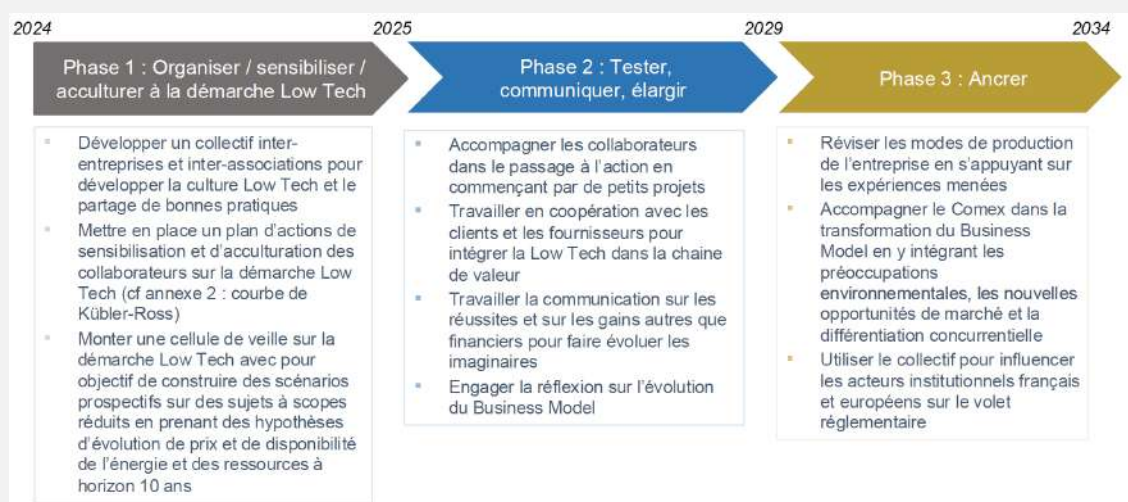 2024 2025 2029 2034
Phase 1 : Organiser / sensibiliser /
acculturer à la démarche Low Tech
Phase 2 : Tester,
communiquer, élargir
Phase 3 : Ancrer
▪ Développer un collectif inter-
entreprises et inter-associations pour
développer la culture Low Tech et le
partage de bonnes pratiques
▪ Mettre en place un plan d'actions de
sensibilisation et d'acculturation des
collaborateurs sur la démarche Low
Tech (cf annexe 2 : courbe de
Kübler-Ross)
▪ Monter une cellule de veille sur la
démarche Low Tech avec pour
objectif de construire des scénarios
prospectifs sur des sujets à scopes
réduits en prenant des hypothèses
d'évolution de prix et de disponibilité
de l'énergie et des ressources à
horizon 10 ans
▪ Accompagner les collaborateurs
dans le passage à l'action en
commençant par de petits projets
▪ Travailler en coopération avec les
clients et les fournisseurs pour
intégrer la Low Tech dans la chaine
de valeur
▪ Travailler la communication sur les
réussites et sur les gains autres que
financiers pour faire évoluer les
imaginaires
▪ Engager la réflexion sur l'évolution
du Business Model
▪ Réviser les modes de production
de l'entreprise en s'appuyant sur
les expériences menées
▪ Accompagner le Comex dans la
transformation du Business
Model en y intégrant les
préoccupations
environnementales, les nouvelles
opportunités de marché et la
différentiation concurrentielle
▪ Utiliser le collectif pour influencer
les acteurs institutionnels français
et européens sur le volet
réglementaire